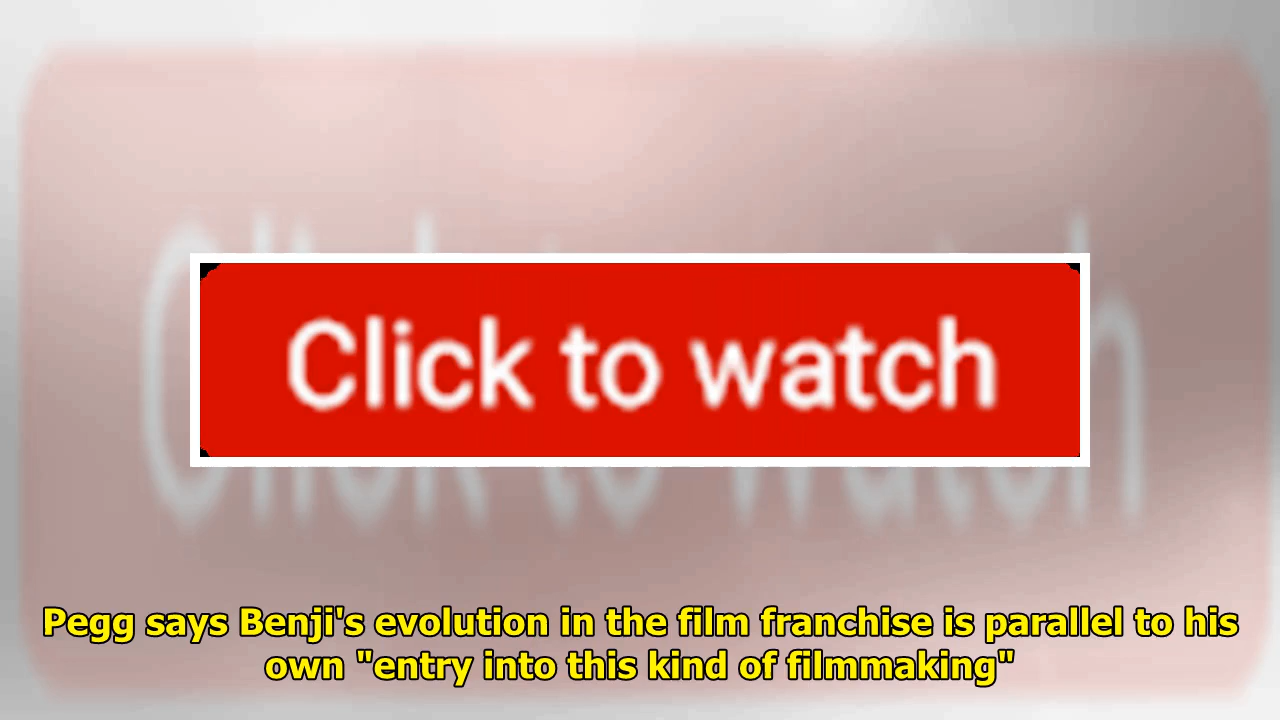 Click to watch
Pegg says Benji's evolution in the film franchise is parallel to his
own "entry into this kind of filmmaking"